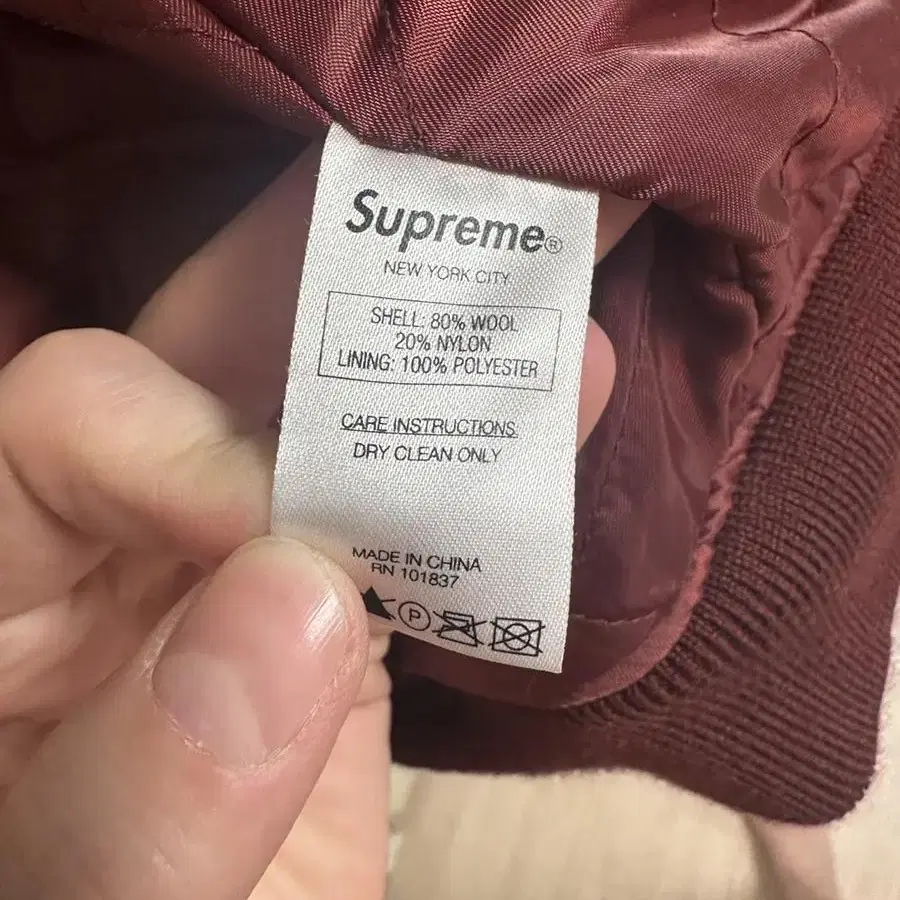 Supreme®
NEW YORK CITY
SHELL: 80% WOOL
20% NYLON
LINING: 100% POLYESTER
CARE INSTRUCTIONS
DRY CLEAN ONLY
MADE IN CHINA
RN 101837
P